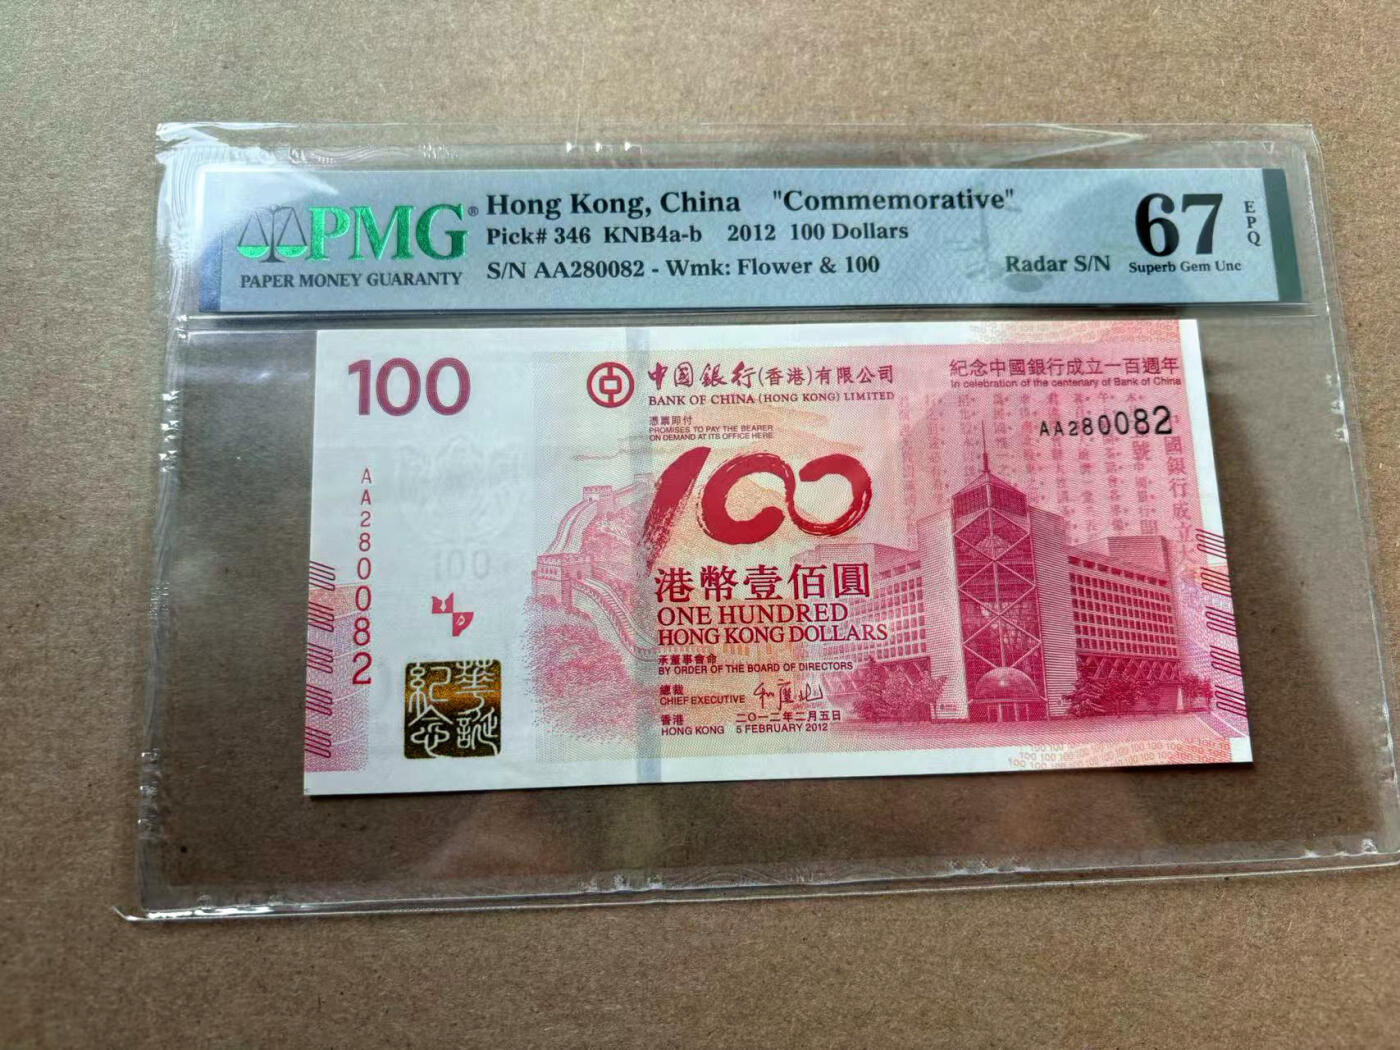 PMG®
PAPER MONEY GUARANTY
Hong Kong, China "Commemorative"
Pick# 346 KNB4a-b 2012 100 Dollars
S/N AA280082 - Wmk: Flower & 100
Radar S/N
67
EPQ
Superb Gem Unc
100
中國銀行(香港)有限公司
BANK OF CHINA (HONG KONG) LIMITED
紀念中國銀行成立一百週年
In celebration of the centenary of Bank of China
憑票即付
PROMISES TO PAY THE BEARER
ON DEMAND AT ITS OFFICE HERE
AA280082
AA280082
100
100
港幣壹佰圓
ONE HUNDRED
HONG KONG DOLLARS
承董事會命
BY ORDER OF THE BOARD OF DIRECTORS
總裁
CHIEF EXECUTIVE
香港 二〇一二年二月五日
HONG KONG 5 FEBRUARY 2012
華誕
紀念